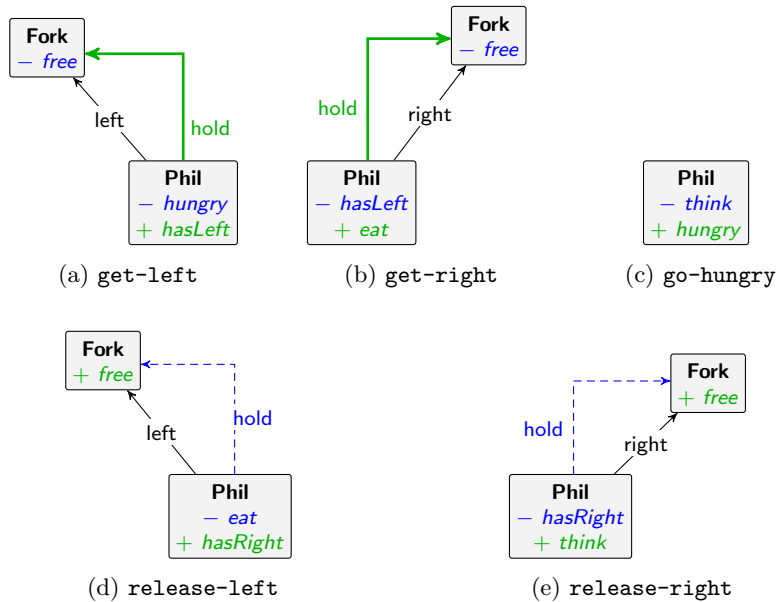 Fork
− free
left
hold
Phil
− hungry
+ hasLeft
(a) get-left
Fork
− free
hold
right
Phil
− hasLeft
+ eat
(b) get-right
Phil
− think
+ hungry
(c) go-hungry
Fork
+ free
hold
left
Phil
− eat
+ hasRight
(d) release-left
Fork
+ free
hold
right
Phil
− hasRight
+ think
(e) release-right